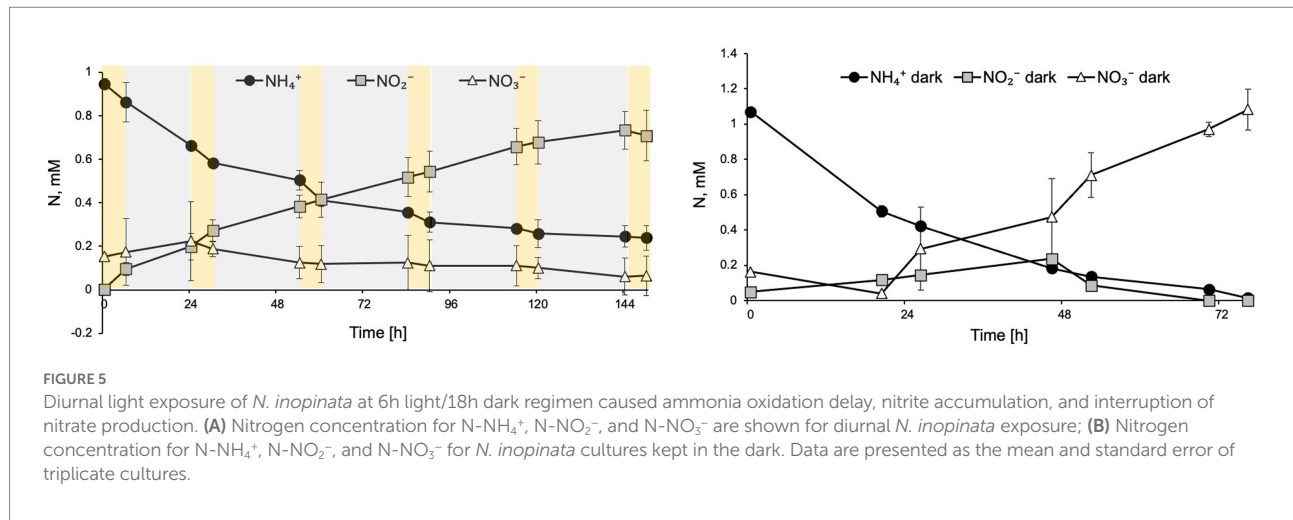 NH₄⁺ NO₂⁻ NO₃⁻
1
0.8
0.6
0.4
0.2
0
-0.2
N, mM
0 24 48 72 96 120 144
Time [h]
1.4
1.2
1
0.8
0.6
0.4
0.2
0
N, mM
NH₄⁺ dark NO₂⁻ dark NO₃⁻ dark
0 24 48 72
Time [h]
FIGURE 5
Diurnal light exposure of N. inopinata at 6h light/18h dark regimen caused ammonia oxidation delay, nitrite accumulation, and interruption of
nitrate production. (A) Nitrogen concentration for N-NH₄⁺, N-NO₂⁻, and N-NO₃⁻ are shown for diurnal N. inopinata exposure; (B) Nitrogen
concentration for N-NH₄⁺, N-NO₂⁻, and N-NO₃⁻ for N. inopinata cultures kept in the dark. Data are presented as the mean and standard error of
triplicate cultures.